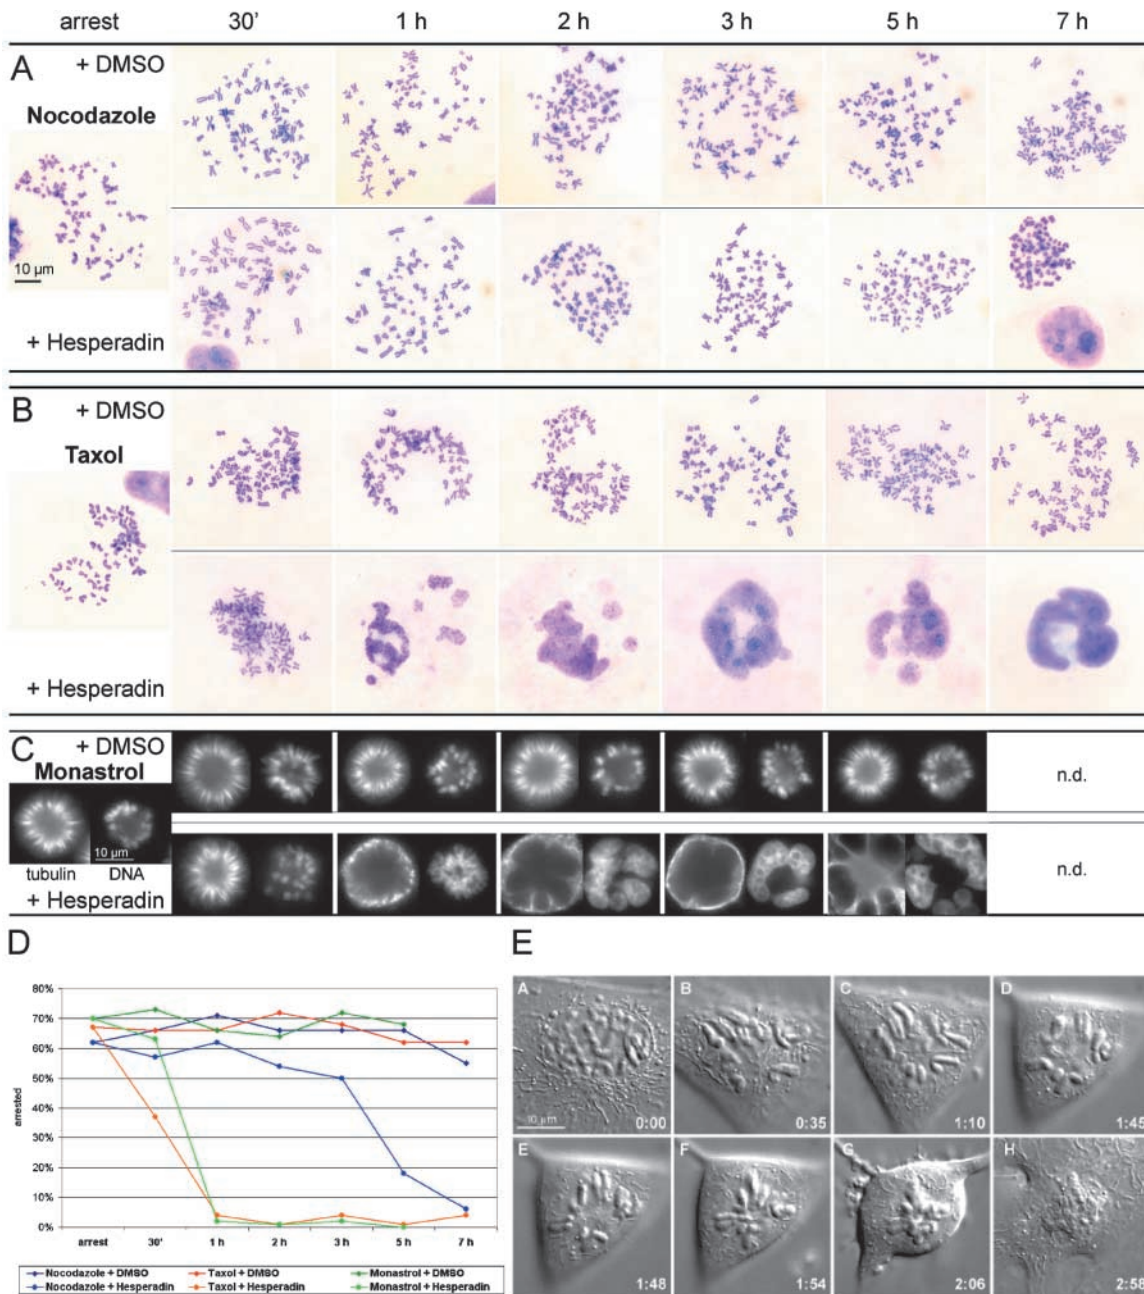 arrest 30' 1 h 2 h 3 h 5 h 7 h
A + DMSO
Nocodazole
10 µm
+ Hesperadin
B + DMSO
Taxol
+ Hesperadin
C + DMSO
Monastrol
n.d.
10 µm
tubulin DNA
n.d.
+ Hesperadin
D
80%
70%
60%
50%
40%
30%
20%
10%
0%
arrested
arrest 30' 1 h 2 h 3 h 5 h 7 h
Nocodazole + DMSO Taxol + DMSO Monastrol + DMSO
Nocodazole + Hesperadin Taxol + Hesperadin Monastrol + Hesperadin
E
A B C D
10 µm 0:00 0:35 1:10 1:45
E F G H
1:48 1:54 2:06 2:58